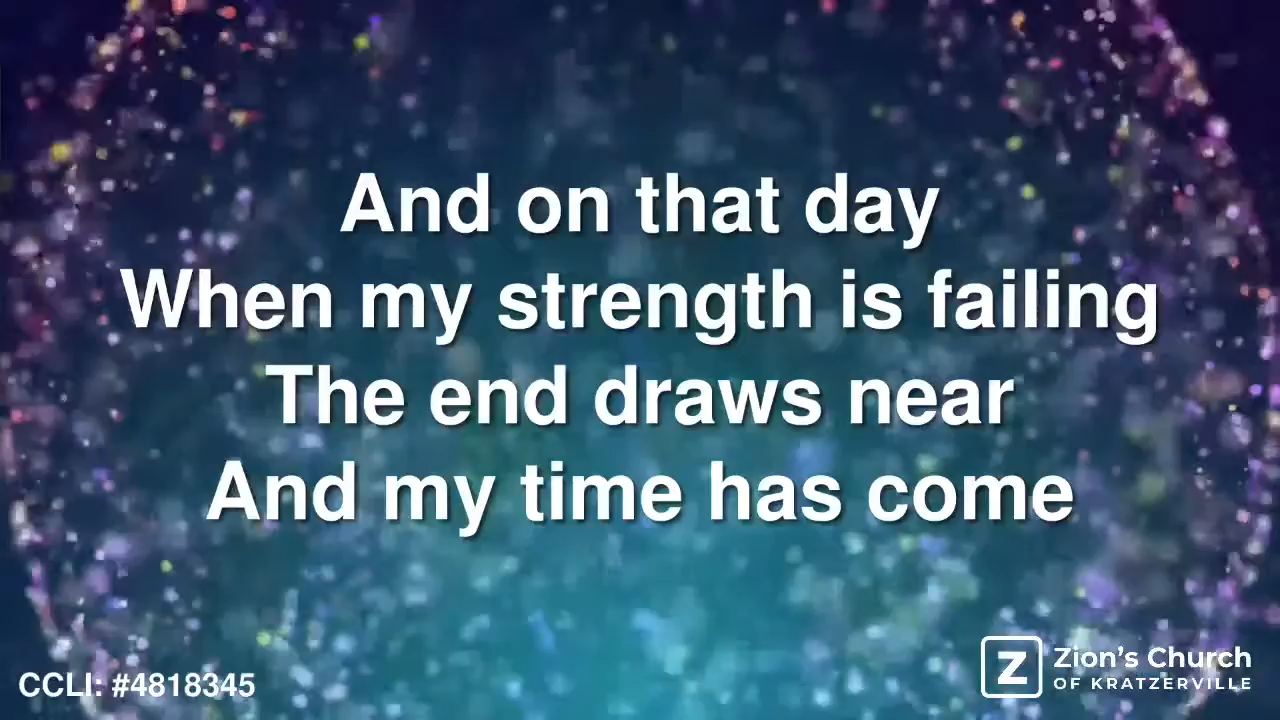 And on that day
When my strength is failing
The end draws near
And my time has come
CCLI: #4818345
Z
Zion's Church
OF KRATZERVILLE